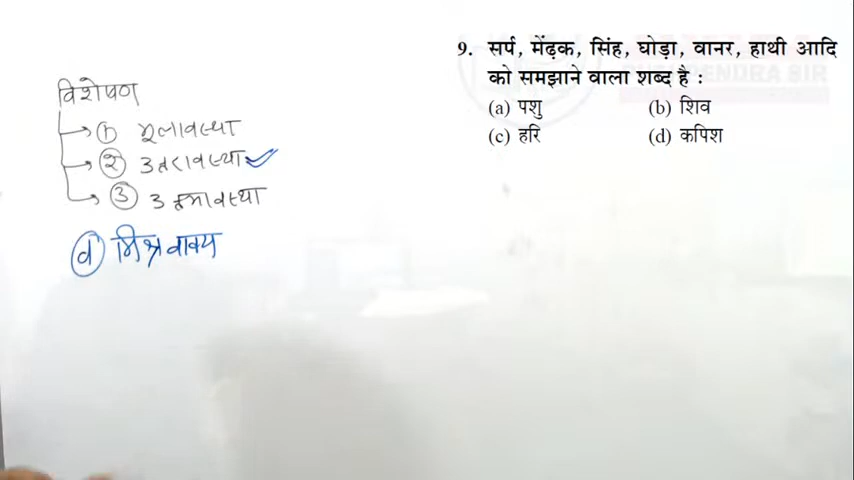 विशेषण
① मूलावस्था
② उत्तरावस्था
③ उत्तमावस्था
(d) मिश्र वाक्य
9. सर्प, मेंढ़क, सिंह, घोड़ा, वानर, हाथी आदि
को समझाने वाला शब्द है :
(a) पशु (b) शिव
(c) हरि (d) कपिश